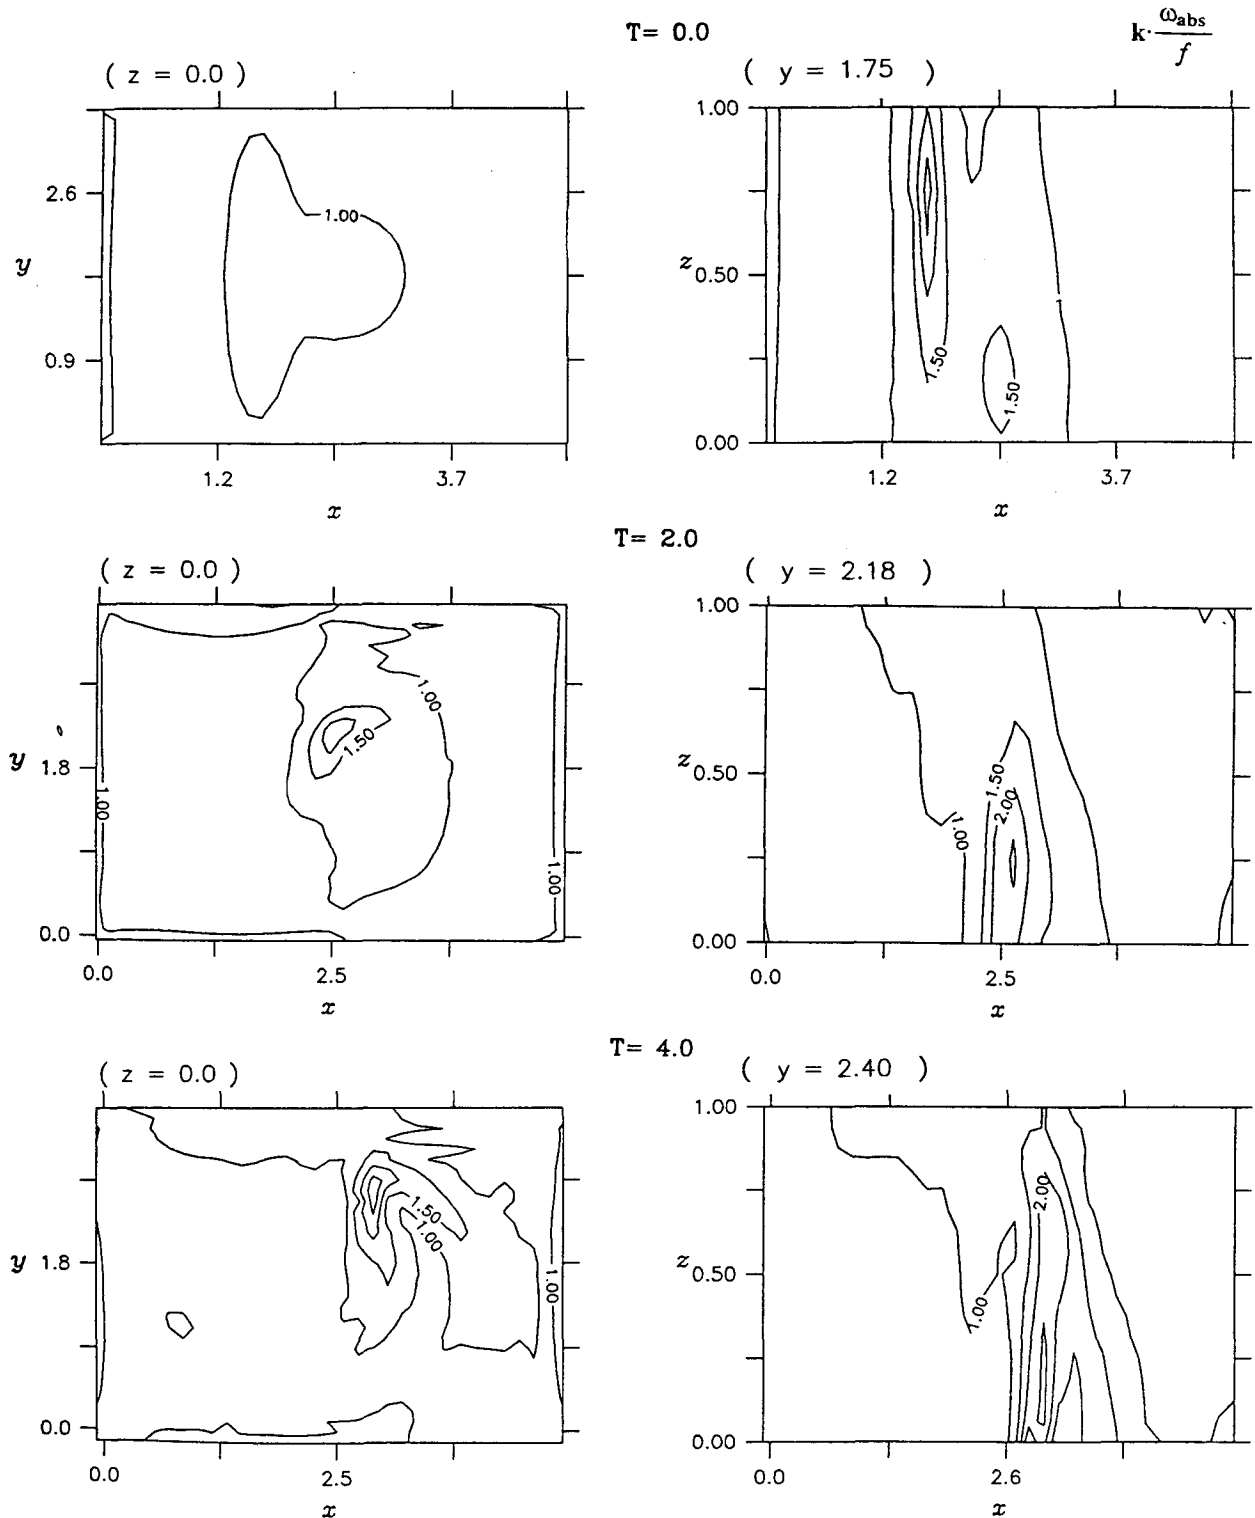 T= 0.0
k· ω_abs / f
( z = 0.0 )
( y = 1.75 )
2.6
y
0.9
1.00
1.2
3.7
x
1.00
z
0.50
0.00
1
1.50
1.50
1.2
3.7
x
T= 2.0
( z = 0.0 )
( y = 2.18 )
y
1.8
0.0
1.00
1.00
1.50
1.00
0.0
2.5
x
1.00
z
0.50
0.00
1.00
1.50
2.00
0.0
2.5
x
T= 4.0
( z = 0.0 )
( y = 2.40 )
y
1.8
0.0
1.50
1.00
1.00
0.0
2.5
x
1.00
z
0.50
0.00
2.00
1.00
0.0
2.6
x